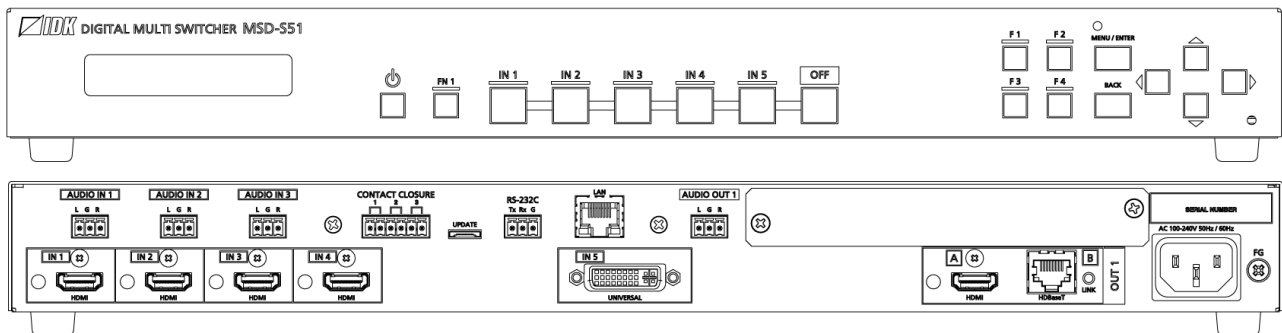 IDK DIGITAL MULTI SWITCHER MSD-S51
FN 1
IN 1 IN 2 IN 3 IN 4 IN 5 OFF
F 1 F 2 MENU / ENTER
F 3 F 4 BACK
AUDIO IN 1 AUDIO IN 2 AUDIO IN 3 CONTACT CLOSURE RS-232C LAN AUDIO OUT 1
L G R L G R L G R 1 2 3 UPDATE Tx Rx G L G R
SERIAL NUMBER
AC 100-240V 50Hz / 60Hz
FG
IN 1 IN 2 IN 3 IN 4 IN 5 A B
HDMI HDMI HDMI HDMI UNIVERSAL HDMI HDBaseT LINK
OUT 1